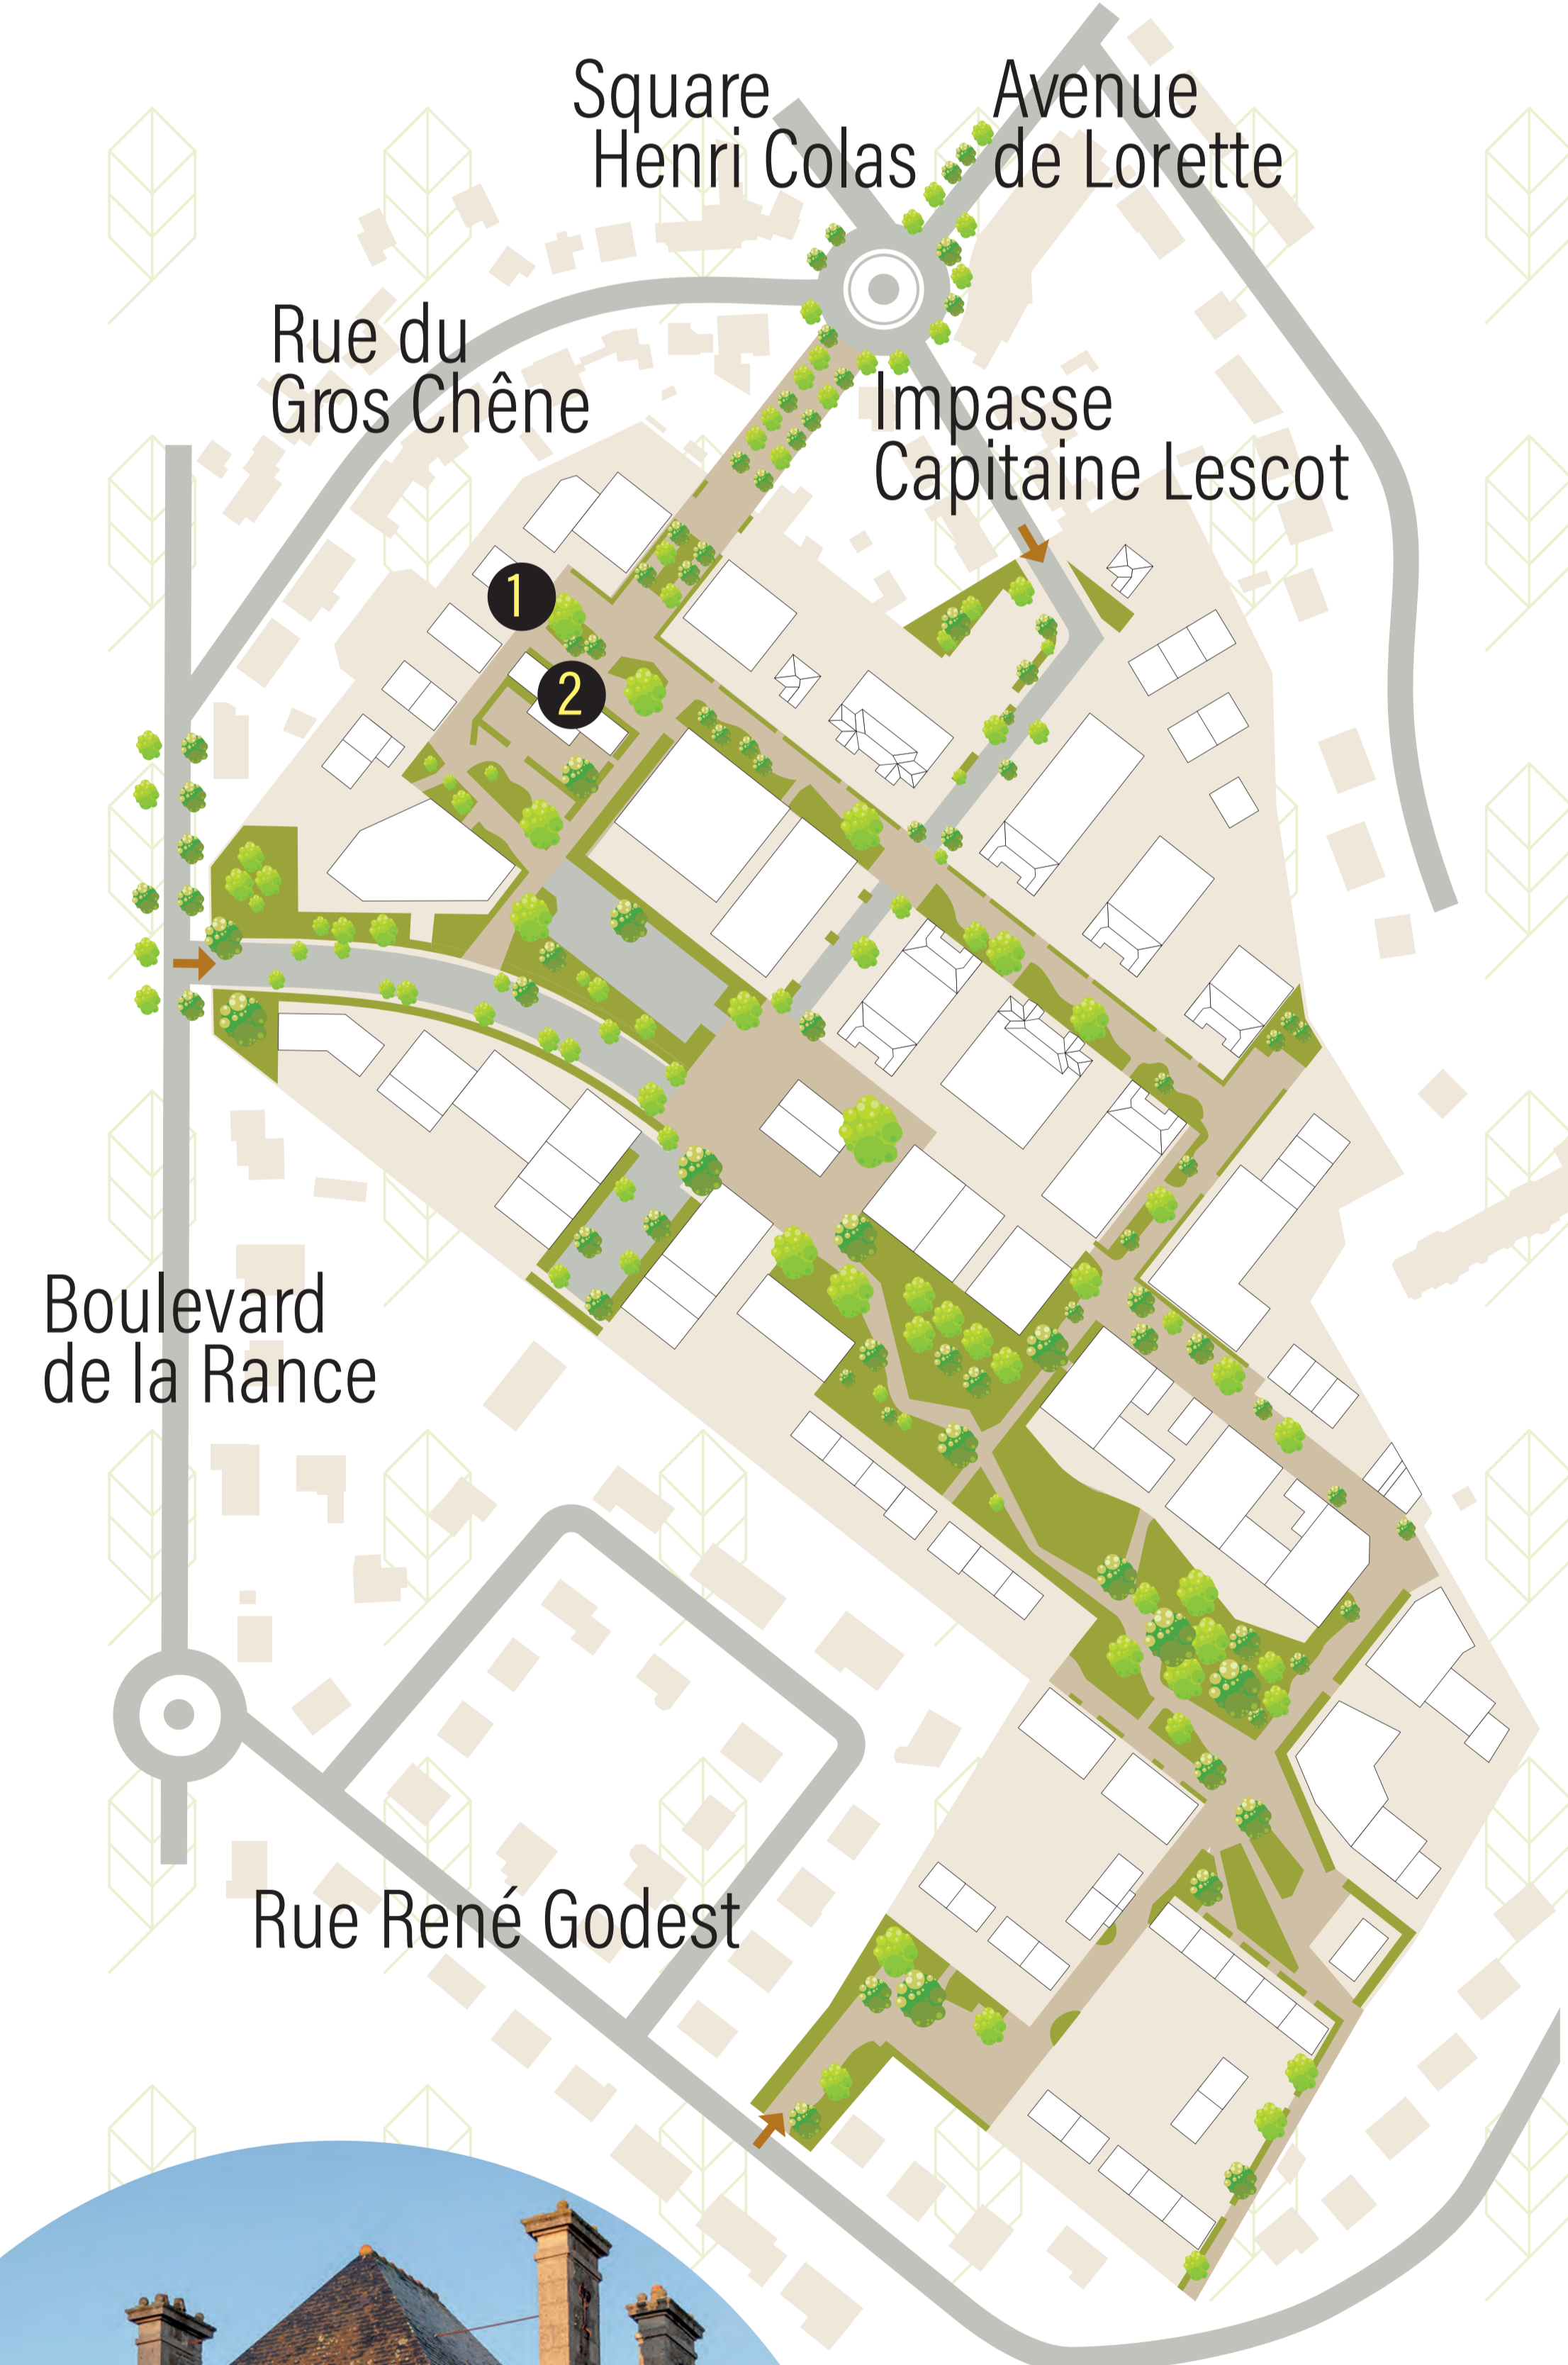 Square
Henri Colas
Avenue
de Lorette
Rue du
Gros Chêne
Impasse
Capitaine Lescot
1
2
Boulevard
de la Rance
Rue René Godest